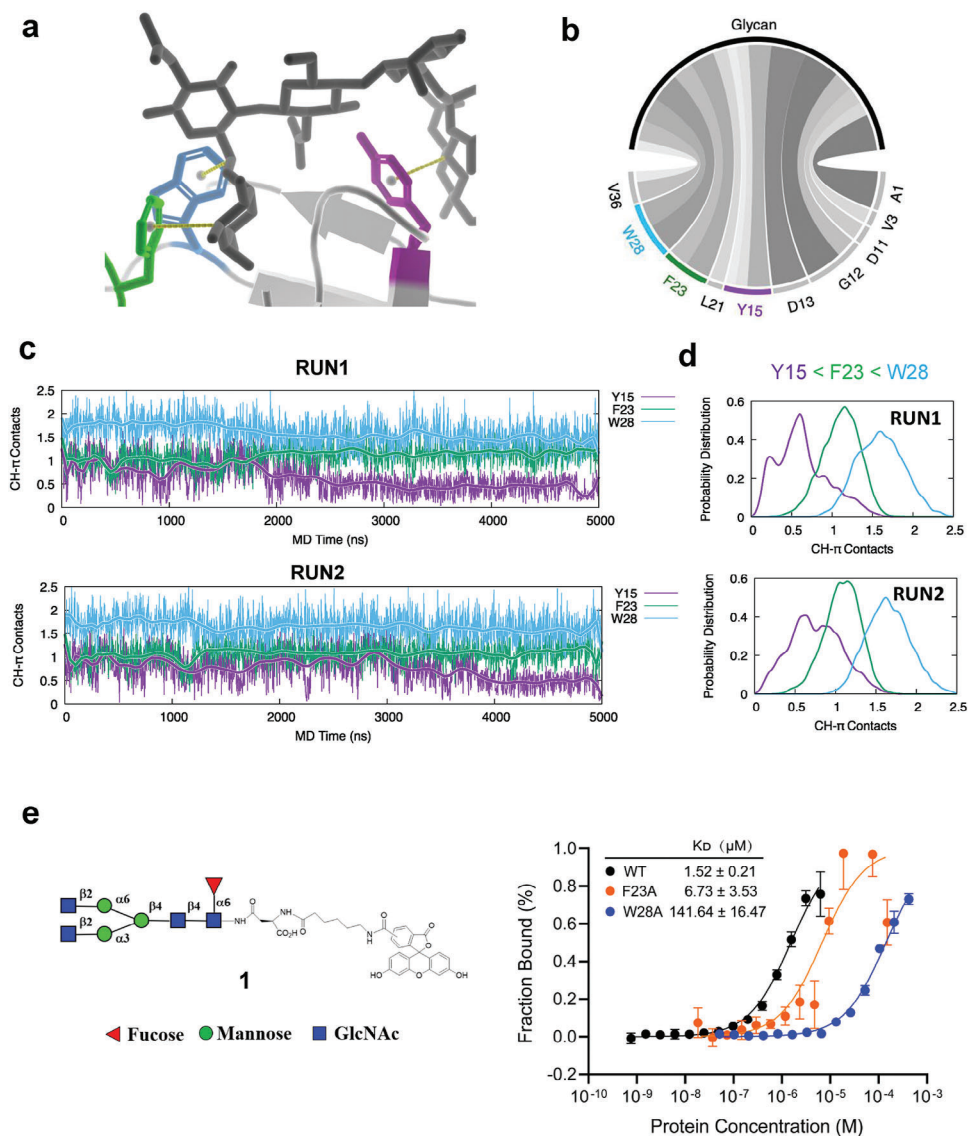 a
b
Glycan
V36
W28
F23
L21
Y15
D13
G12
D11
V3
A1
c
RUN1
CH-π Contacts
2.5
2
1.5
1
0.5
0
Y15
F23
W28
0 1000 2000 3000 4000 5000
MD Time (ns)
RUN2
CH-π Contacts
2.5
2
1.5
1
0.5
0
Y15
F23
W28
0 1000 2000 3000 4000 5000
MD Time (ns)
d
Y15 < F23 < W28
RUN1
Probability Distribution
0.6
0.4
0.2
0
0 0.5 1 1.5 2 2.5
CH-π Contacts
RUN2
Probability Distribution
0.6
0.4
0.2
0
0 0.5 1 1.5 2 2.5
CH-π Contacts
e
β2 α6 β4 β4 α6
β2 α3
NH
O
H
N
O
CO₂H
H
N
O
O
O
HO O OH
1
Fucose Mannose GlcNAc
KD (μM)
WT 1.52 ± 0.21
F23A 6.73 ± 3.53
W28A 141.64 ± 16.47
Fraction Bound (%)
1.0
0.8
0.6
0.4
0.2
0.0
-0.2
10⁻¹⁰ 10⁻⁹ 10⁻⁸ 10⁻⁷ 10⁻⁶ 10⁻⁵ 10⁻⁴ 10⁻³
Protein Concentration (M)